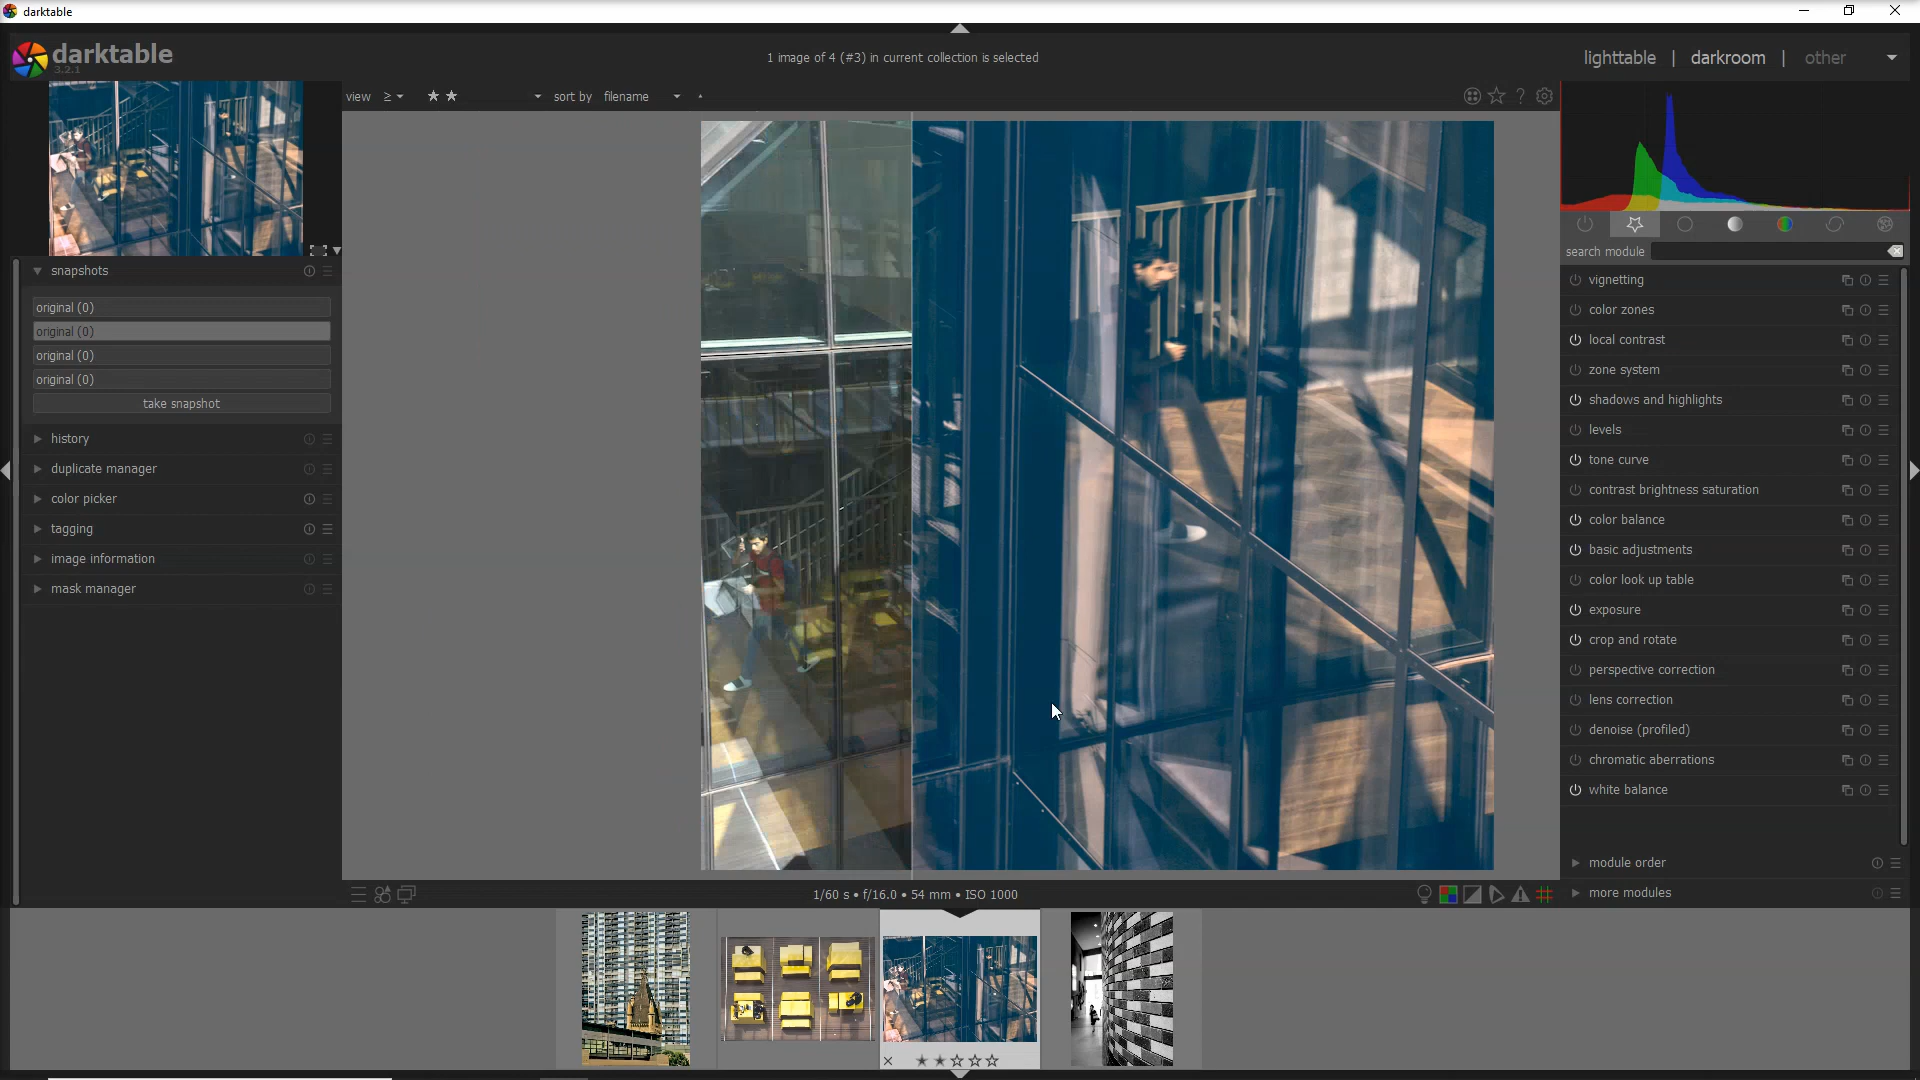 darktable
darktable
3.2.1
1 image of 4 (#3) in current collection is selected
lighttable | darkroom | other
view ≥ ★ ★ sort by filename
search module
snapshots
original (0)
original (0)
original (0)
original (0)
take snapshot
history
duplicate manager
color picker
tagging
image information
mask manager
vignetting
color zones
local contrast
zone system
shadows and highlights
levels
tone curve
contrast brightness saturation
color balance
basic adjustments
color look up table
exposure
crop and rotate
perspective correction
lens correction
denoise (profiled)
chromatic aberrations
white balance
module order
more modules
1/60 s • f/16.0 • 54 mm • ISO 1000